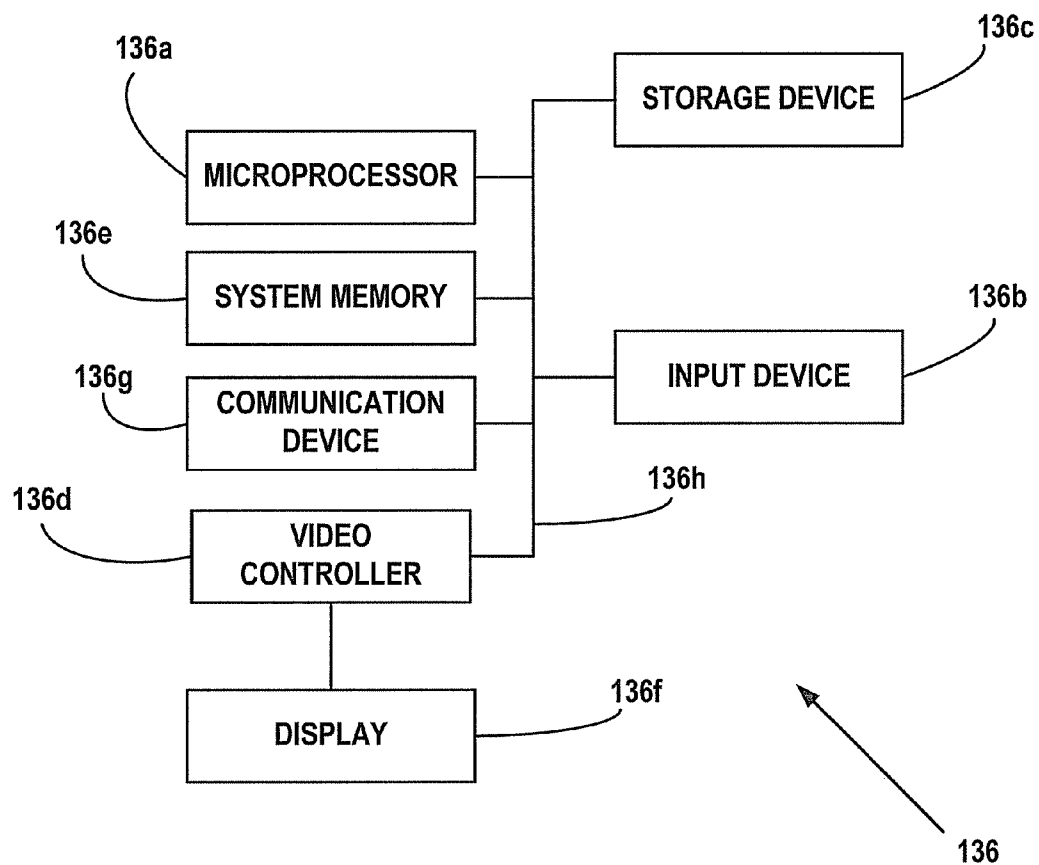 136a
136c
STORAGE DEVICE
MICROPROCESSOR
136e
SYSTEM MEMORY
136b
INPUT DEVICE
136g
COMMUNICATION
DEVICE
136h
136d
VIDEO
CONTROLLER
136f
DISPLAY
136